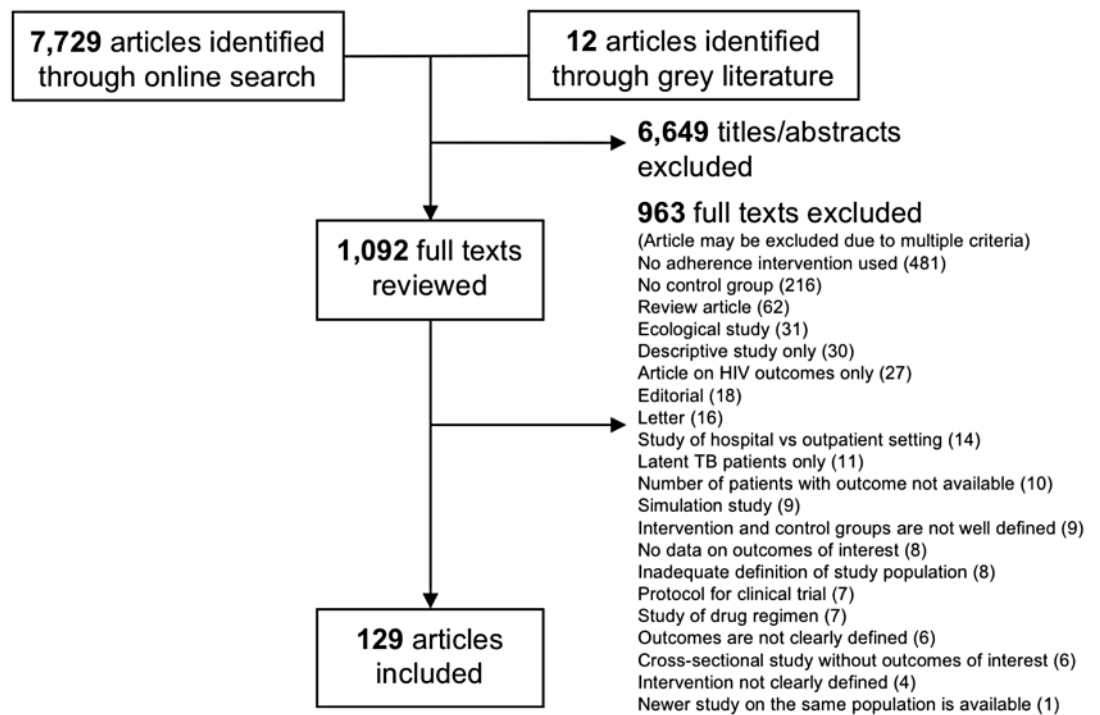 7,729 articles identified
through online search
12 articles identified
through grey literature
6,649 titles/abstracts
excluded
1,092 full texts
reviewed
963 full texts excluded
(Article may be excluded due to multiple criteria)
No adherence intervention used (481)
No control group (216)
Review article (62)
Ecological study (31)
Descriptive study only (30)
Article on HIV outcomes only (27)
Editorial (18)
Letter (16)
Study of hospital vs outpatient setting (14)
Latent TB patients only (11)
Number of patients with outcome not available (10)
Simulation study (9)
Intervention and control groups are not well defined (9)
No data on outcomes of interest (8)
Inadequate definition of study population (8)
Protocol for clinical trial (7)
Study of drug regimen (7)
Outcomes are not clearly defined (6)
Cross-sectional study without outcomes of interest (6)
Intervention not clearly defined (4)
Newer study on the same population is available (1)
129 articles
included